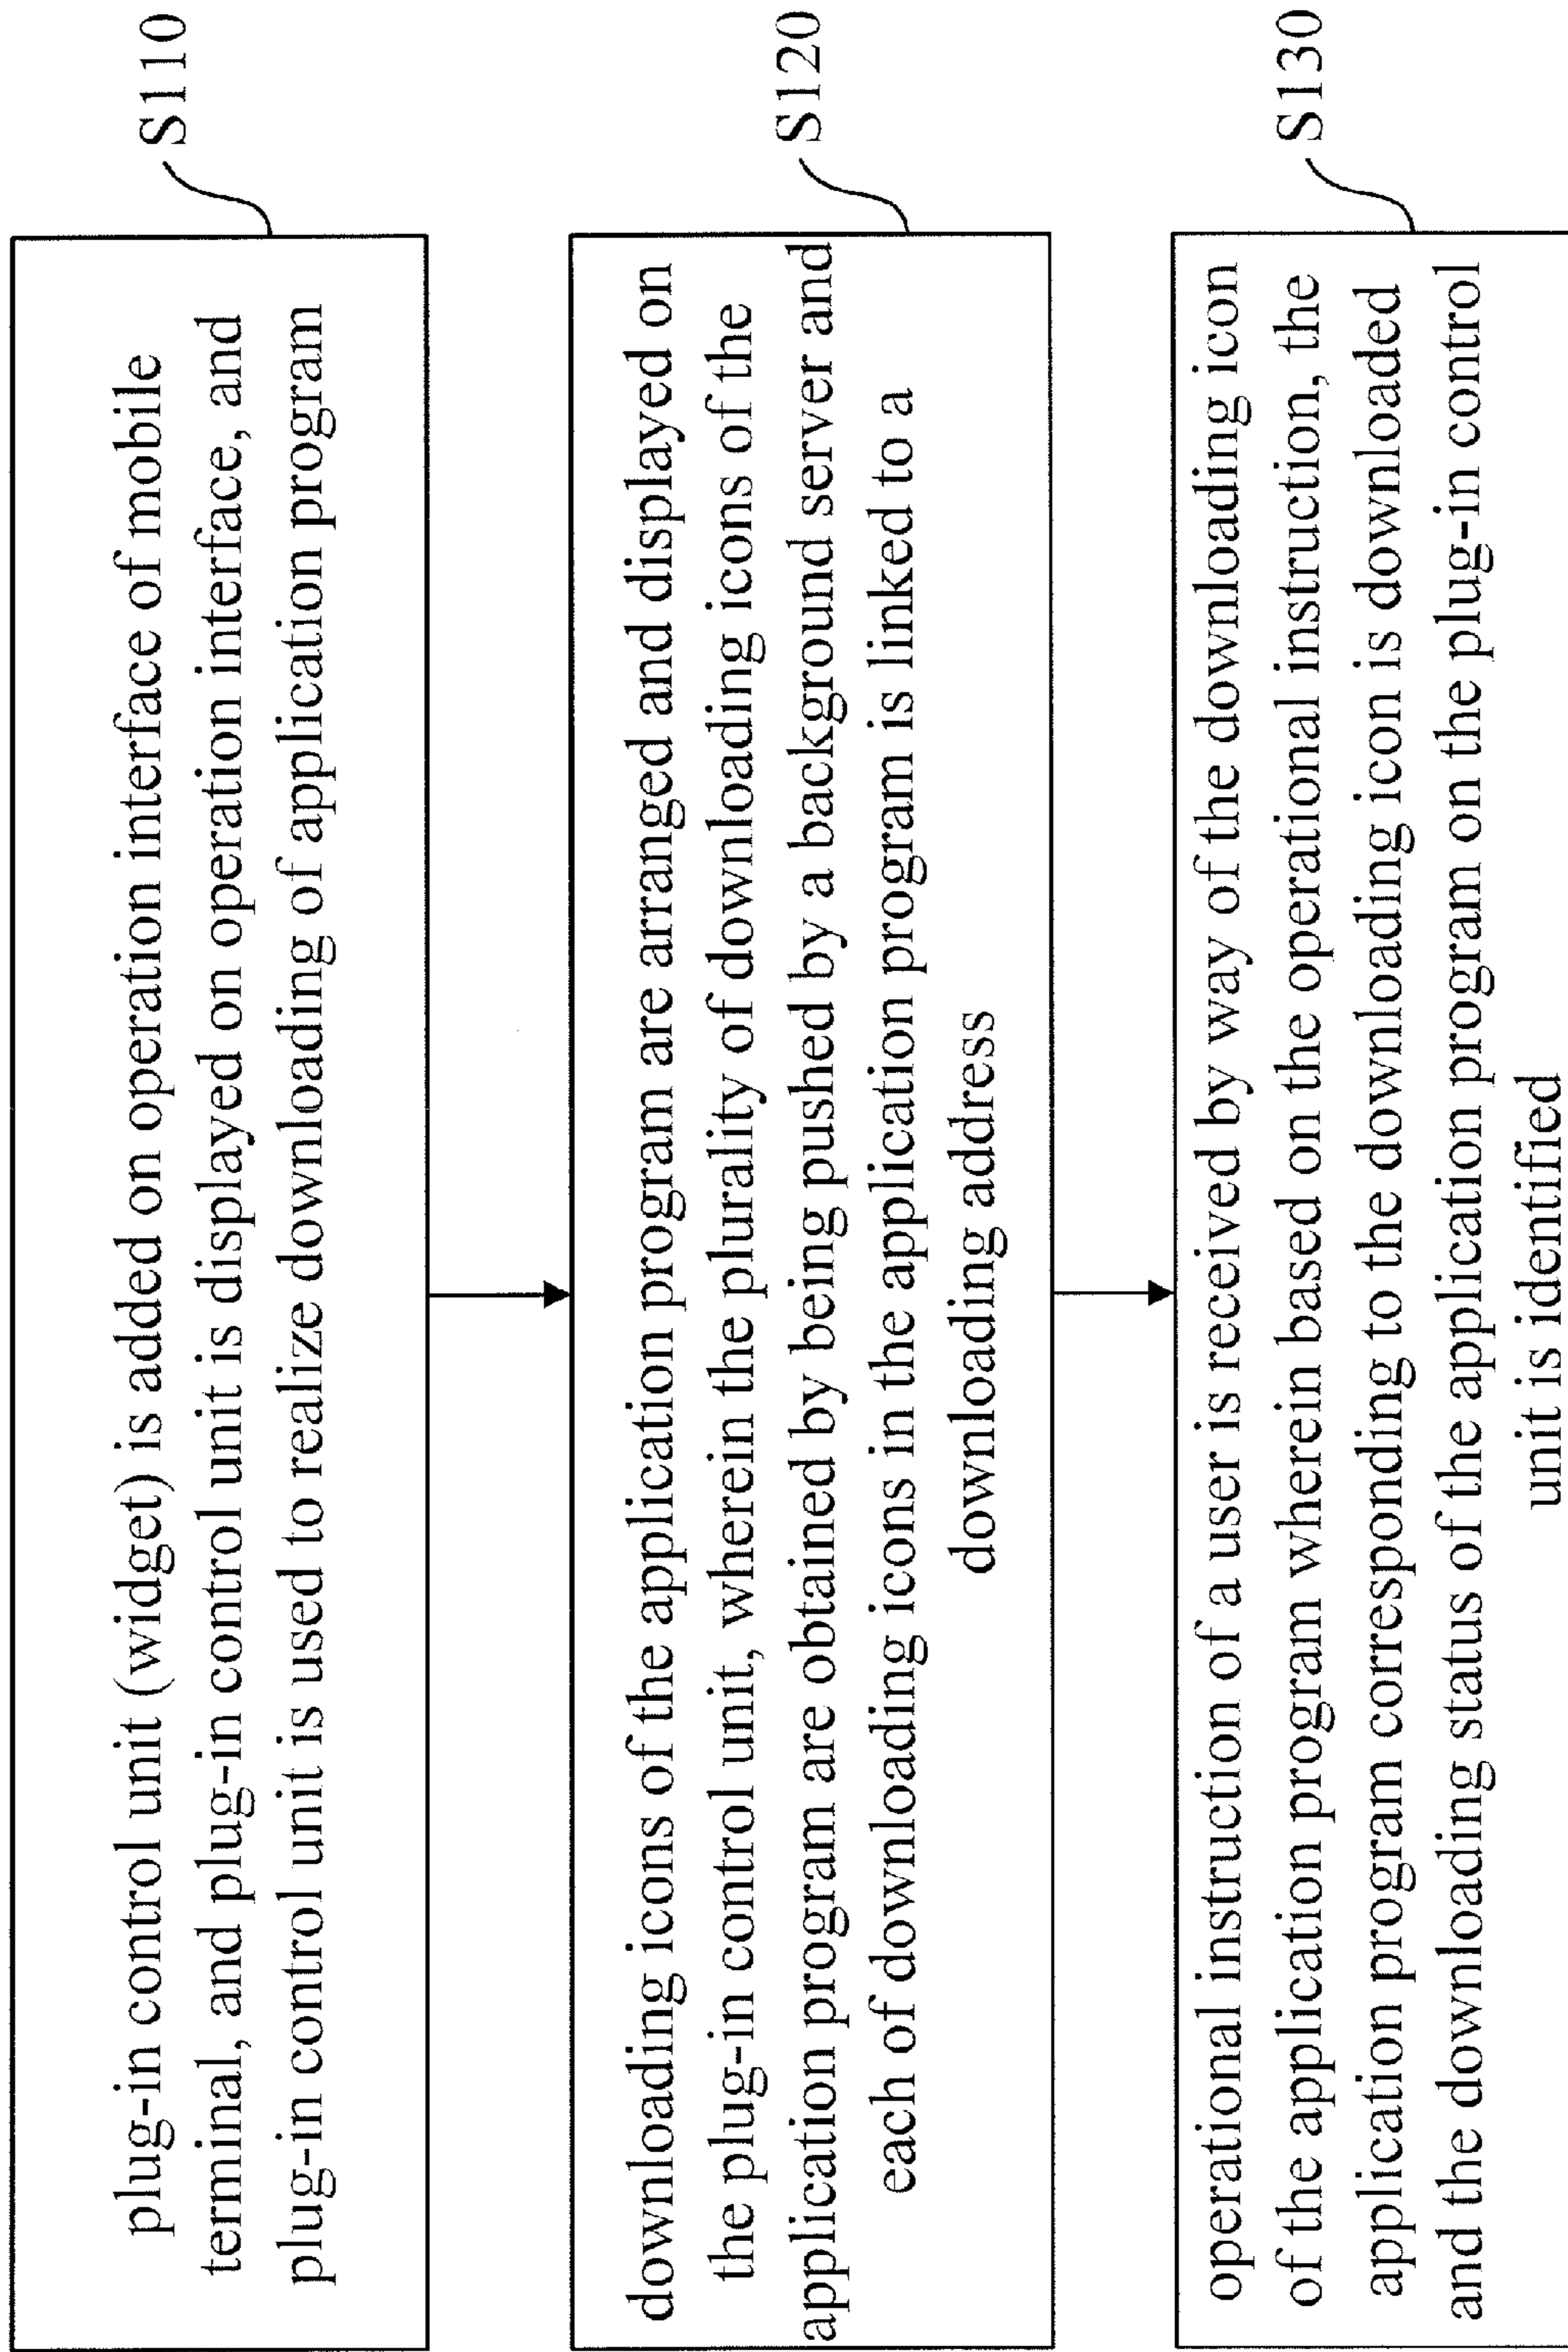 plug-in control unit (widget) is added on operation interface of mobile
terminal, and plug-in control unit is displayed on operation interface, and
plug-in control unit is used to realize downloading of application program
S110
downloading icons of the application program are arranged and displayed on
the plug-in control unit, wherein the plurality of downloading icons of the
application program are obtained by being pushed by a background server and
each of downloading icons in the application program is linked to a
downloading address
S120
operational instruction of a user is received by way of the downloading icon
of the application program wherein based on the operational instruction, the
application program corresponding to the downloading icon is downloaded
and the downloading status of the application program on the plug-in control
unit is identified
S130